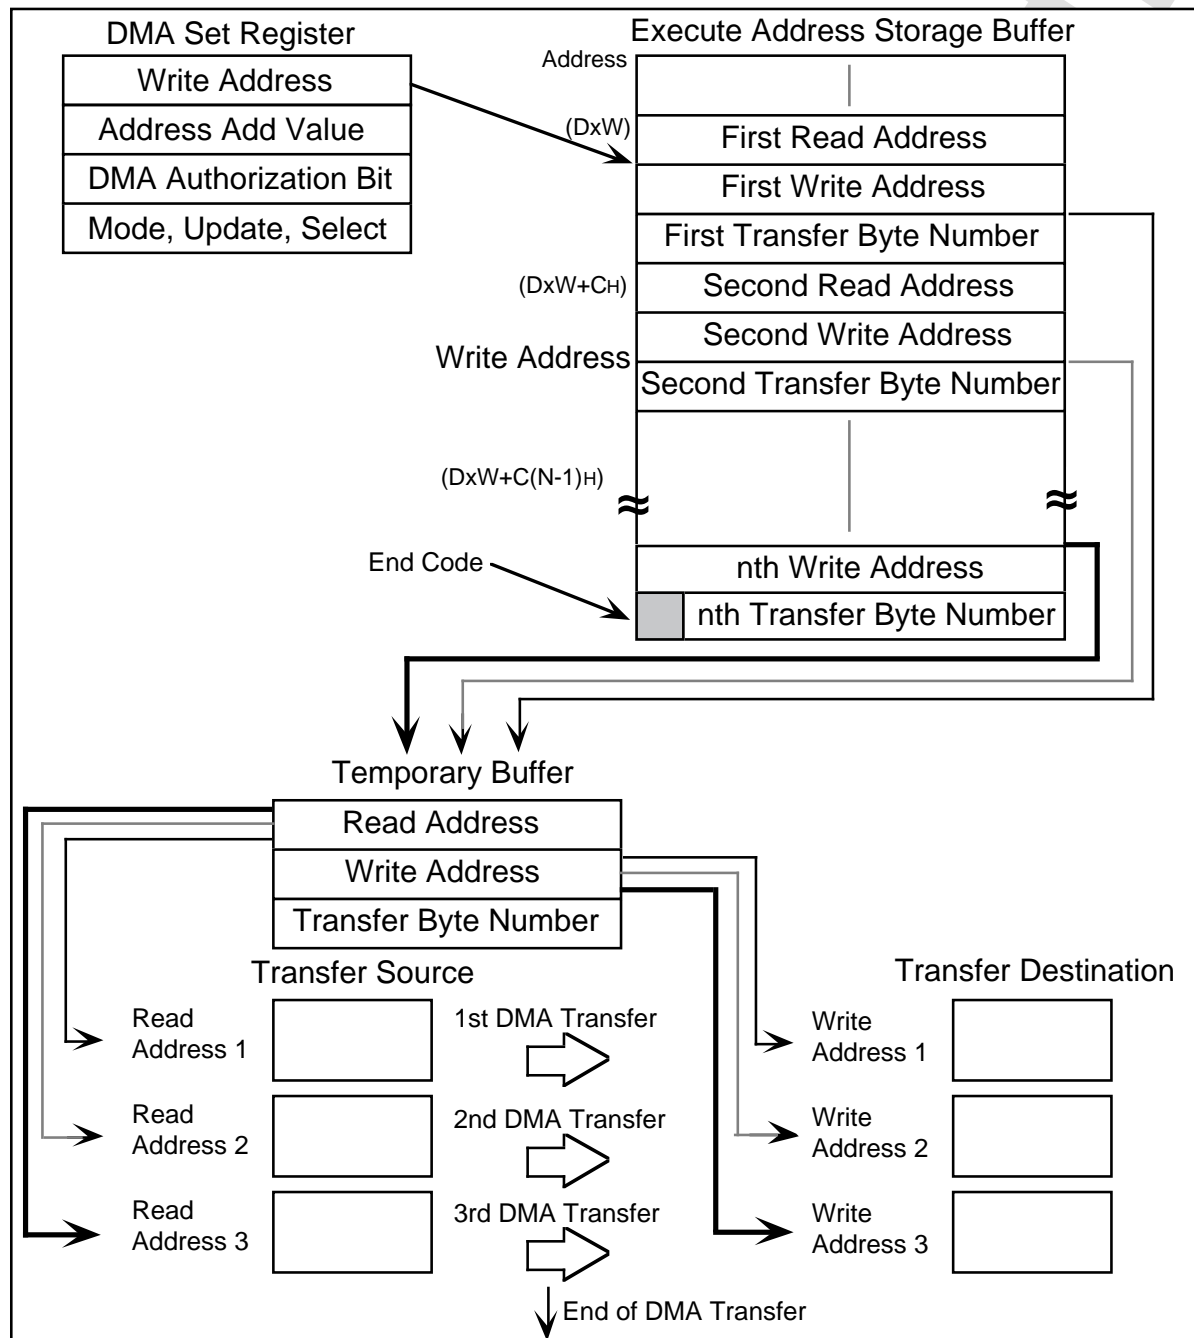 DMA Set Register
Write Address
Address Add Value
DMA Authorization Bit
Mode, Update, Select
Execute Address Storage Buffer
Address
(DxW)
First Read Address
First Write Address
First Transfer Byte Number
(DxW+CH)
Second Read Address
Second Write Address
Write Address
Second Transfer Byte Number
(DxW+C(N-1)H)
≈ ≈
End Code
nth Write Address
nth Transfer Byte Number
Temporary Buffer
Read Address
Write Address
Transfer Byte Number
Transfer Source
Transfer Destination
Read
Address 1
1st DMA Transfer
Write
Address 1
Read
Address 2
2nd DMA Transfer
Write
Address 2
Read
Address 3
3rd DMA Transfer
Write
Address 3
End of DMA Transfer